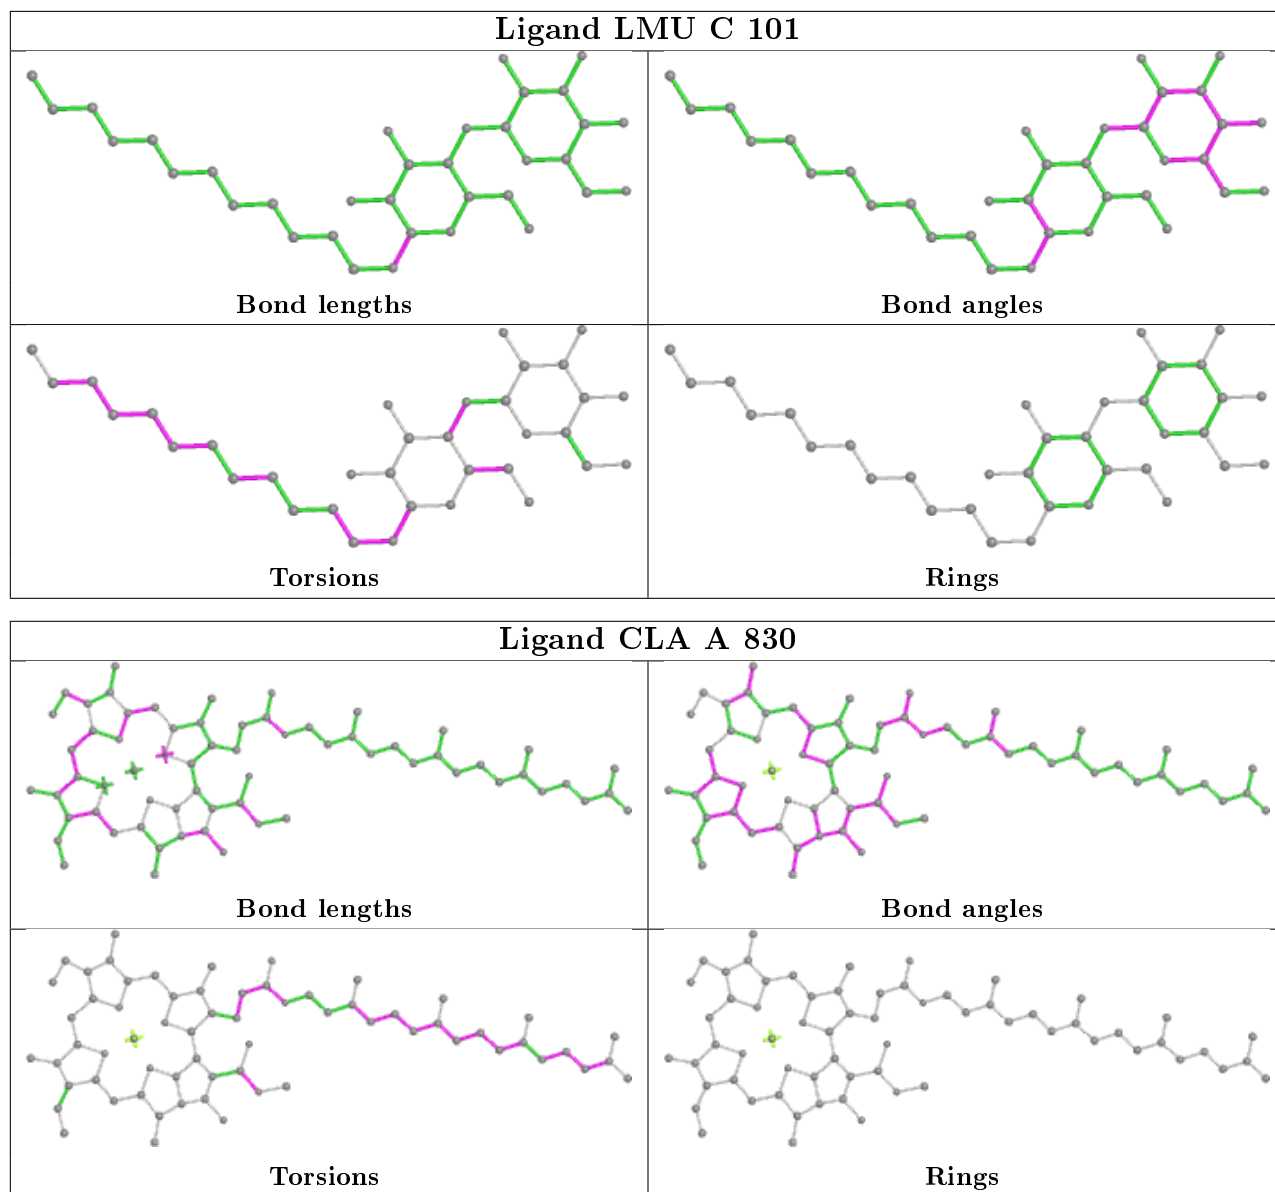 Ligand LMU C 101
Bond lengths
Bond angles
Torsions
Rings
Ligand CLA A 830
Bond lengths
Bond angles
Torsions
Rings